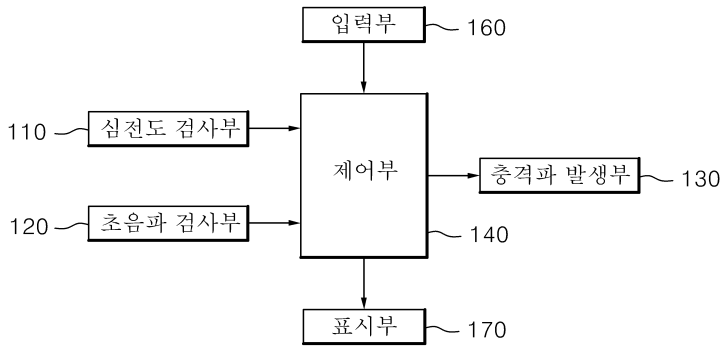 입력부 160
110 심전도 검사부
제어부
충격파 발생부 130
120 초음파 검사부
140
표시부 170